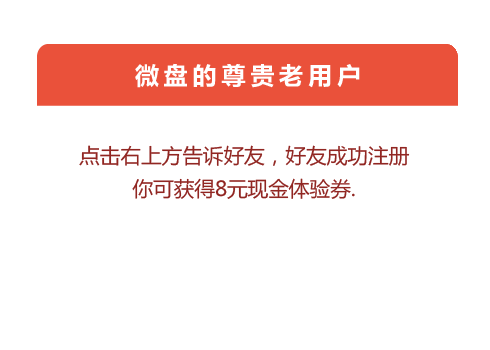 微盘的尊贵老用户
点击右上方告诉好友，好友成功注册
你可获得8元现金体验券.